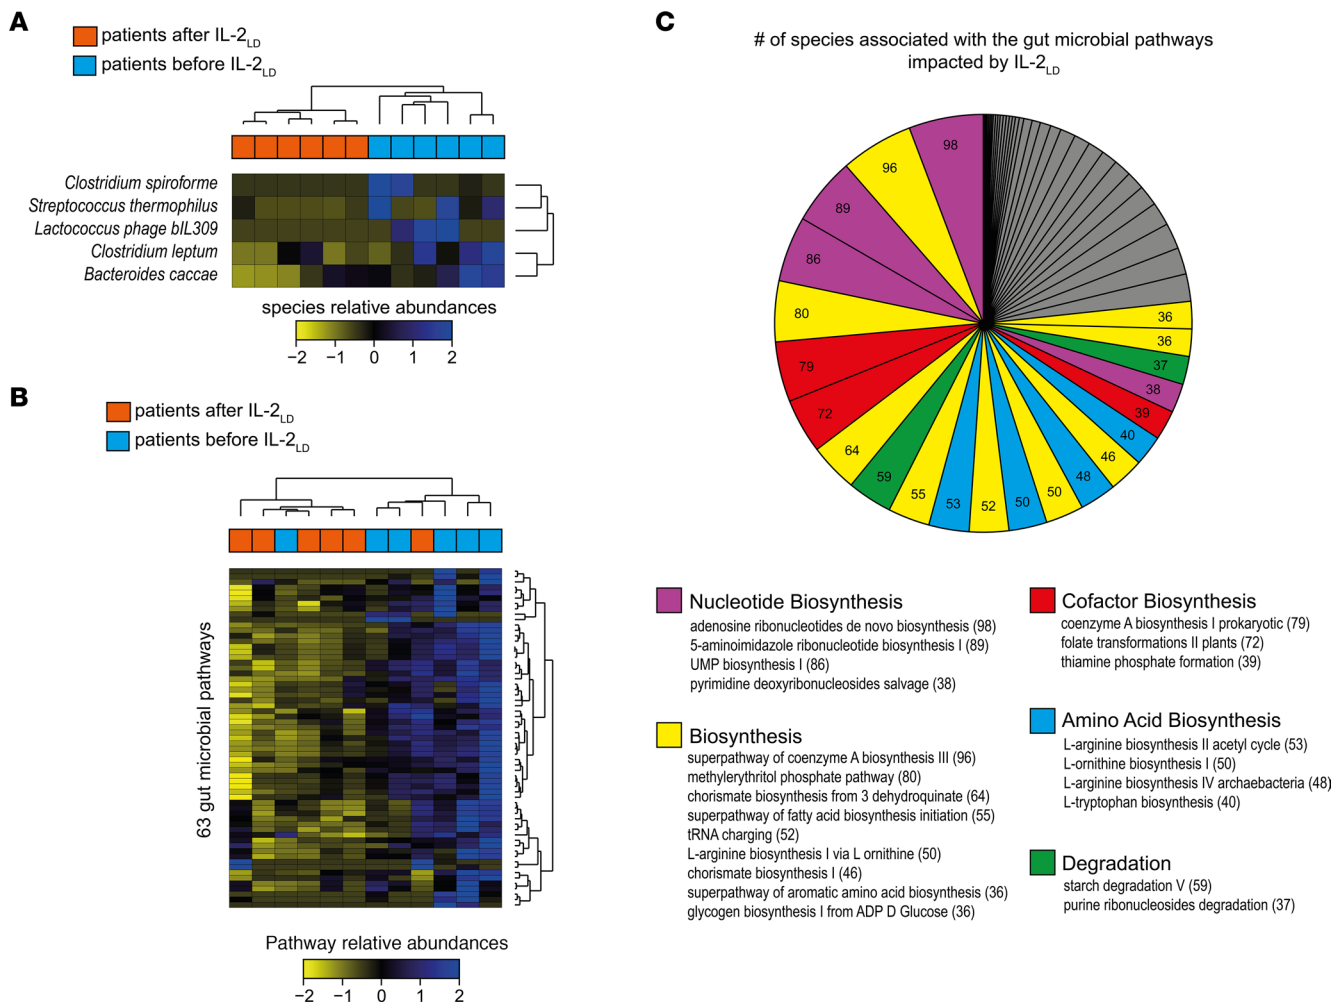 A
patients after IL-2LD
patients before IL-2LD
Clostridium spiroforme
Streptococcus thermophilus
Lactococcus phage bIL309
Clostridium leptum
Bacteroides caccae
species relative abundances
−2 −1 0 1 2
B
patients after IL-2LD
patients before IL-2LD
63 gut microbial pathways
Pathway relative abundances
−2 −1 0 1 2
C
# of species associated with the gut microbial pathways
impacted by IL-2LD
98
96
89
86
80
79
72
64
59
55
53
52
50
50
48
46
40
39
38
37
36
36
Nucleotide Biosynthesis
adenosine ribonucleotides de novo biosynthesis (98)
5-aminoimidazole ribonucleotide biosynthesis I (89)
UMP biosynthesis I (86)
pyrimidine deoxyribonucleosides salvage (38)
Biosynthesis
superpathway of coenzyme A biosynthesis III (96)
methylerythritol phosphate pathway (80)
chorismate biosynthesis from 3 dehydroquinate (64)
superpathway of fatty acid biosynthesis initiation (55)
tRNA charging (52)
L-arginine biosynthesis I via L ornithine (50)
chorismate biosynthesis I (46)
superpathway of aromatic amino acid biosynthesis (36)
glycogen biosynthesis I from ADP D Glucose (36)
Cofactor Biosynthesis
coenzyme A biosynthesis I prokaryotic (79)
folate transformations II plants (72)
thiamine phosphate formation (39)
Amino Acid Biosynthesis
L-arginine biosynthesis II acetyl cycle (53)
L-ornithine biosynthesis I (50)
L-arginine biosynthesis IV archaebacteria (48)
L-tryptophan biosynthesis (40)
Degradation
starch degradation V (59)
purine ribonucleosides degradation (37)